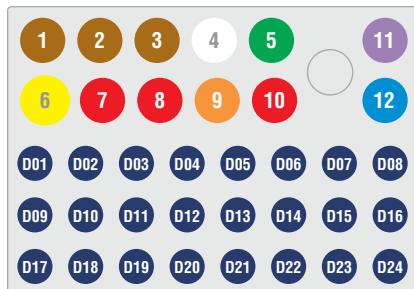 1 2 3 4 5 11
6 7 8 9 10 12
D01 D02 D03 D04 D05 D06 D07 D08
D09 D10 D11 D12 D13 D14 D15 D16
D17 D18 D19 D20 D21 D22 D23 D24